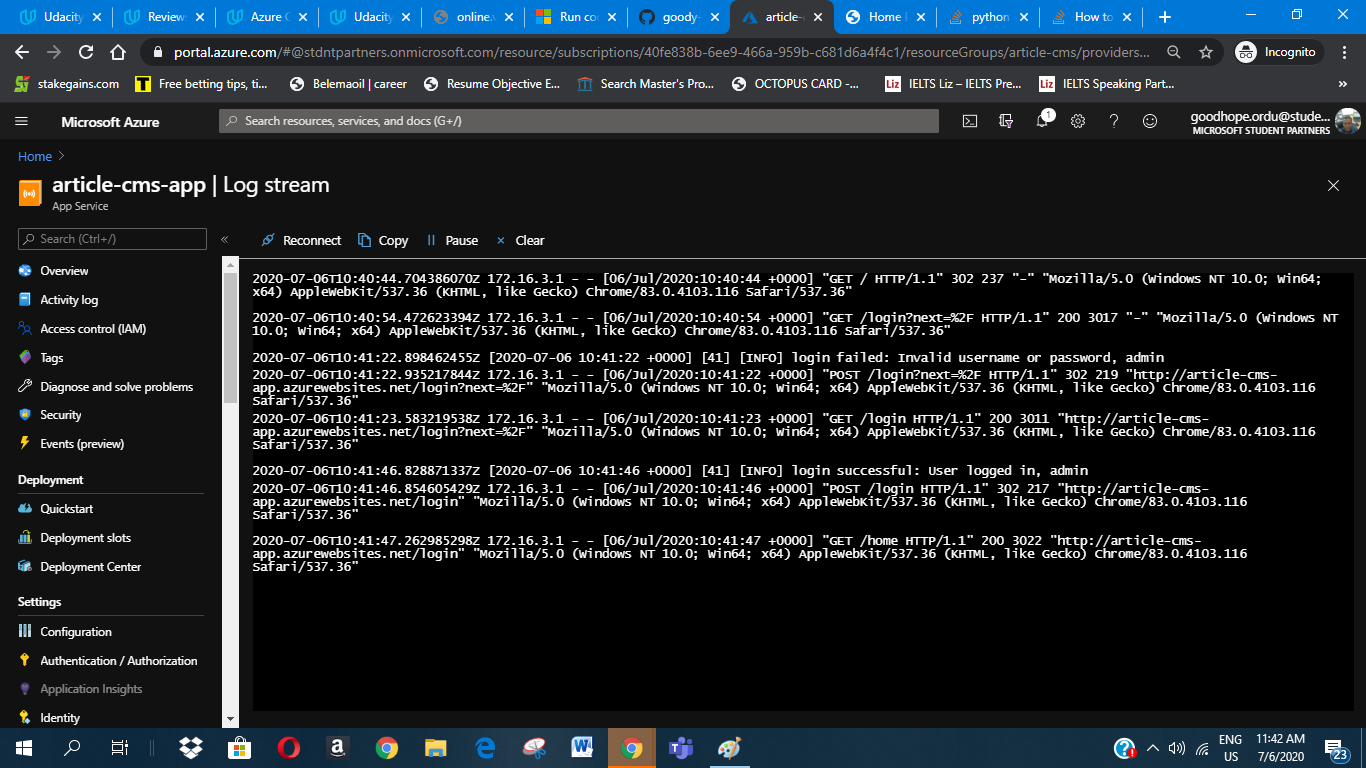 Udacity
Reviews
Azure C
Udacity
online.v
Run co
goody-
article-
Home
python
How to
portal.azure.com/#@stdntpartners.onmicrosoft.com/resource/subscriptions/40fe838b-6ee9-466a-959b-c681d6a4f4c1/resourceGroups/article-cms/providers...
Incognito
stakegains.com
Free betting tips, ti...
Belemaoil | career
Resume Objective E...
Search Master's Pro...
OCTOPUS CARD -...
Liz IELTS Liz – IELTS Pre...
Liz IELTS Speaking Part...
»
Microsoft Azure
Search resources, services, and docs (G+/)
1
goodhope.ordu@stude...
MICROSOFT STUDENT PARTNERS
Home
article-cms-app | Log stream
App Service
Search (Ctrl+/)
«
Reconnect
Copy
Pause
Clear
Overview
Activity log
Access control (IAM)
Tags
Diagnose and solve problems
Security
Events (preview)
Deployment
Quickstart
Deployment slots
Deployment Center
Settings
Configuration
Authentication / Authorization
Application Insights
Identity
2020-07-06T10:40:44.704386070Z 172.16.3.1 - - [06/Jul/2020:10:40:44 +0000] "GET / HTTP/1.1" 302 237 "-" "Mozilla/5.0 (Windows NT 10.0; Win64;
x64) AppleWebKit/537.36 (KHTML, like Gecko) Chrome/83.0.4103.116 Safari/537.36"
2020-07-06T10:40:54.472623394Z 172.16.3.1 - - [06/Jul/2020:10:40:54 +0000] "GET /login?next=%2F HTTP/1.1" 200 3017 "-" "Mozilla/5.0 (Windows NT
10.0; Win64; x64) AppleWebKit/537.36 (KHTML, like Gecko) Chrome/83.0.4103.116 Safari/537.36"
2020-07-06T10:41:22.898462455Z [2020-07-06 10:41:22 +0000] [41] [INFO] login failed: Invalid username or password, admin
2020-07-06T10:41:22.935217844Z 172.16.3.1 - - [06/Jul/2020:10:41:22 +0000] "POST /login?next=%2F HTTP/1.1" 302 219 "http://article-cms-
app.azurewebsites.net/login?next=%2F" "Mozilla/5.0 (Windows NT 10.0; Win64; x64) AppleWebKit/537.36 (KHTML, like Gecko) Chrome/83.0.4103.116
Safari/537.36"
2020-07-06T10:41:23.583219538Z 172.16.3.1 - - [06/Jul/2020:10:41:23 +0000] "GET /login HTTP/1.1" 200 3011 "http://article-cms-
app.azurewebsites.net/login?next=%2F" "Mozilla/5.0 (Windows NT 10.0; Win64; x64) AppleWebKit/537.36 (KHTML, like Gecko) Chrome/83.0.4103.116
Safari/537.36"
2020-07-06T10:41:46.828871337Z [2020-07-06 10:41:46 +0000] [41] [INFO] login successful: User logged in, admin
2020-07-06T10:41:46.854605429Z 172.16.3.1 - - [06/Jul/2020:10:41:46 +0000] "POST /login HTTP/1.1" 302 217 "http://article-cms-
app.azurewebsites.net/login" "Mozilla/5.0 (Windows NT 10.0; Win64; x64) AppleWebKit/537.36 (KHTML, like Gecko) Chrome/83.0.4103.116
Safari/537.36"
2020-07-06T10:41:47.262985298Z 172.16.3.1 - - [06/Jul/2020:10:41:47 +0000] "GET /home HTTP/1.1" 200 3022 "http://article-cms-
app.azurewebsites.net/login" "Mozilla/5.0 (Windows NT 10.0; Win64; x64) AppleWebKit/537.36 (KHTML, like Gecko) Chrome/83.0.4103.116
Safari/537.36"
ENG
US
11:42 AM
7/6/2020
23